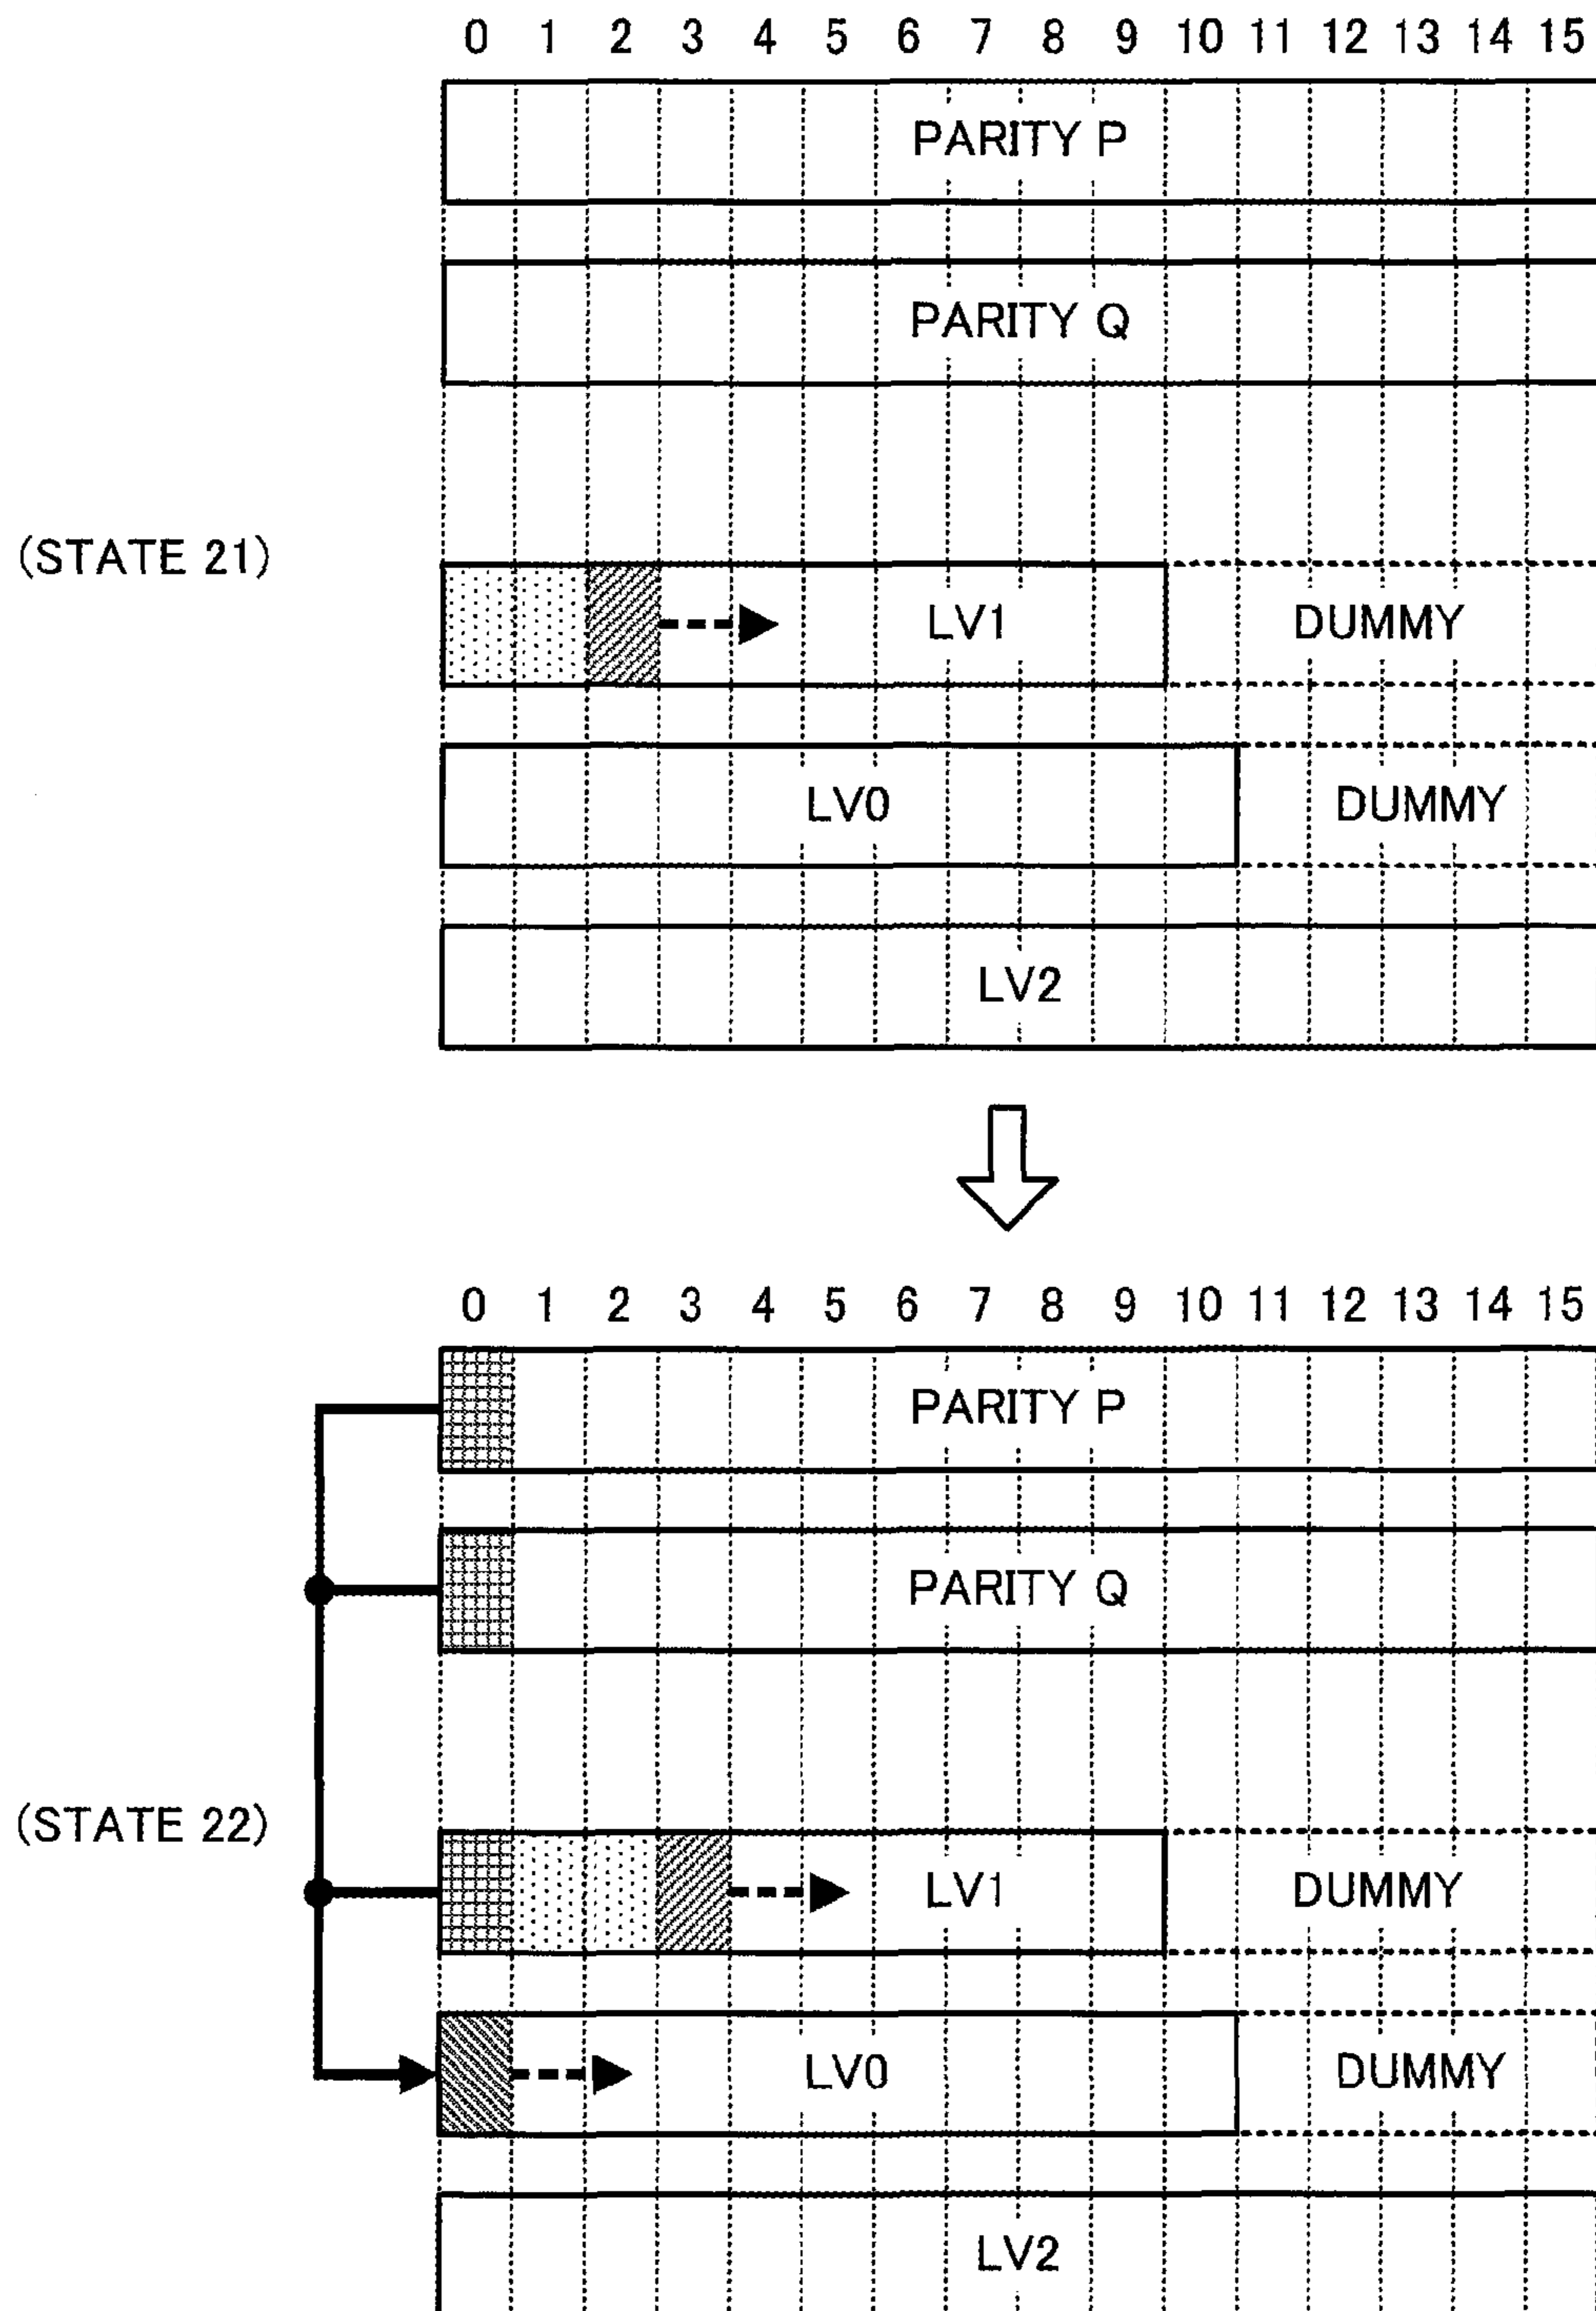 0 1 2 3 4 5 6 7 8 9 10 11 12 13 14 15
PARITY P
PARITY Q
(STATE 21)
LV1 DUMMY
LV0 DUMMY
LV2
0 1 2 3 4 5 6 7 8 9 10 11 12 13 14 15
PARITY P
PARITY Q
(STATE 22)
LV1 DUMMY
LV0 DUMMY
LV2